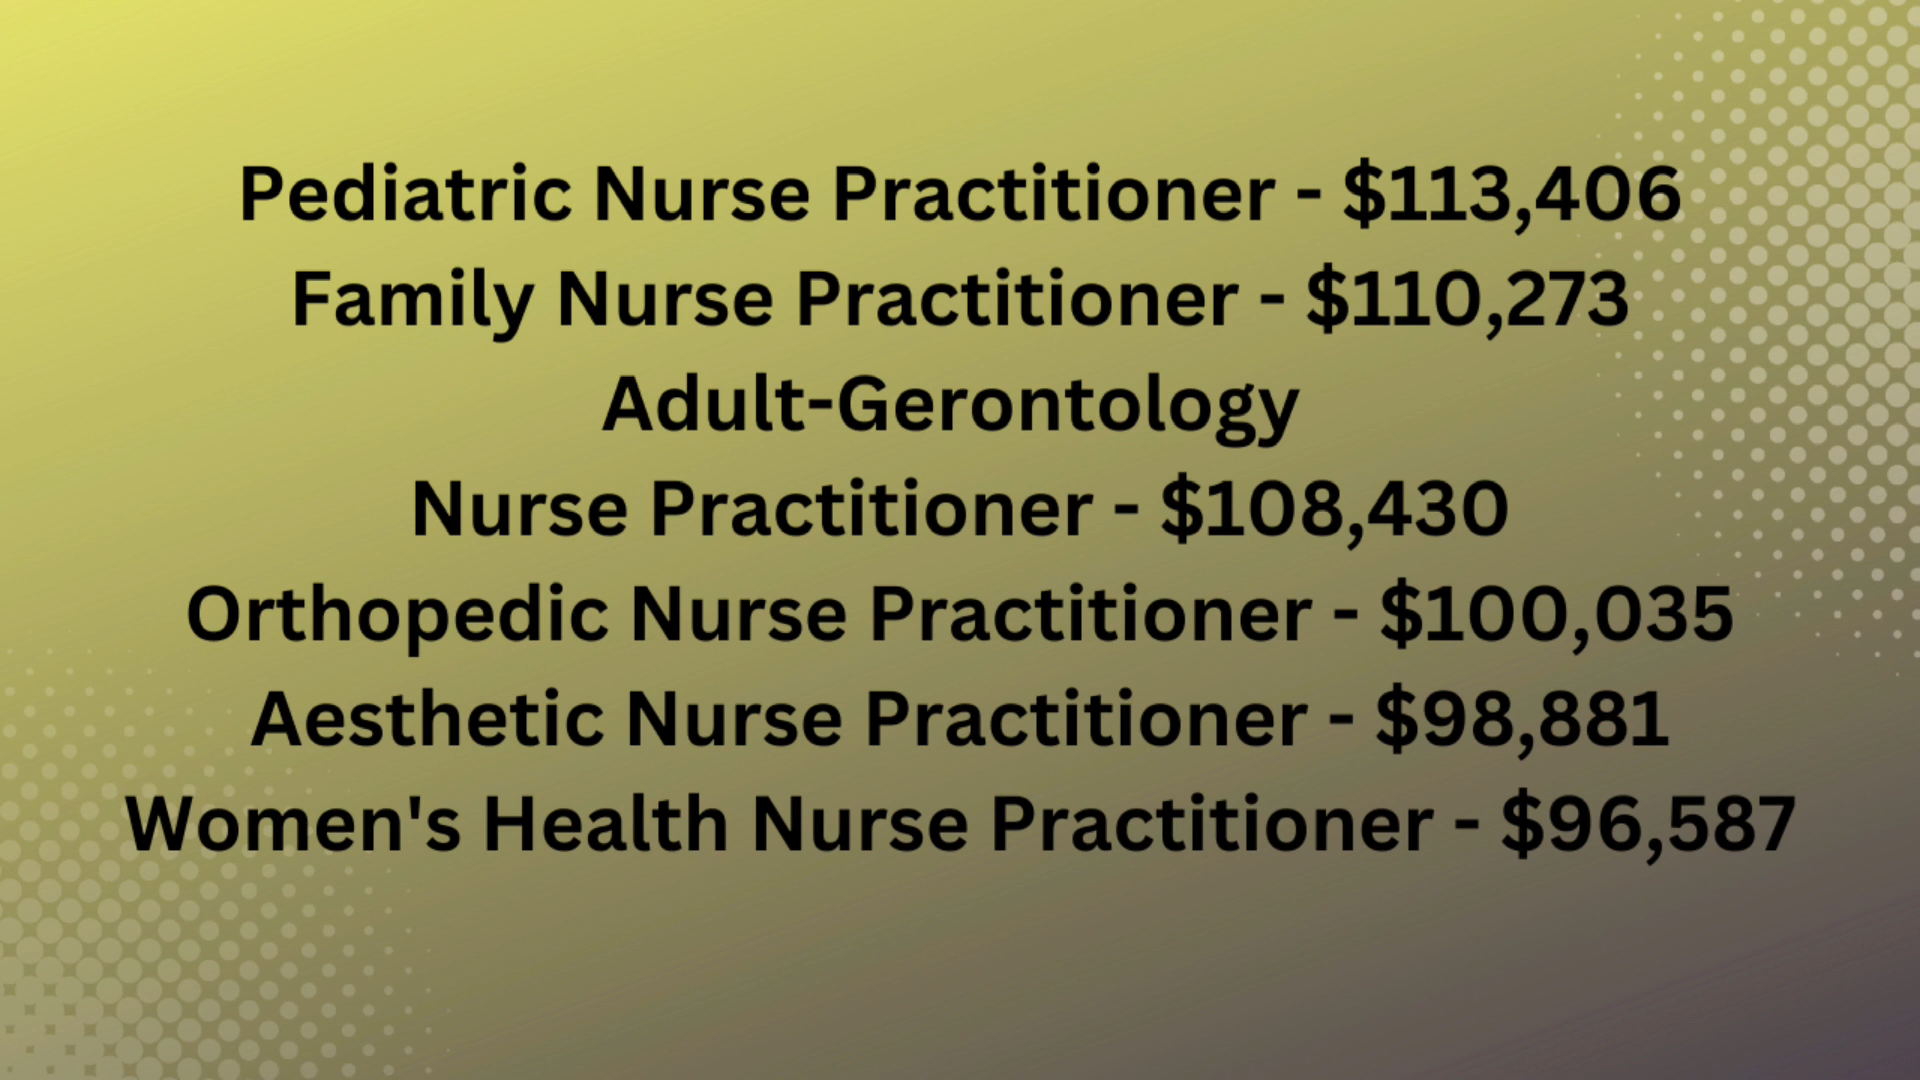 Pediatric Nurse Practitioner - $113,406
Family Nurse Practitioner - $110,273
Adult-Gerontology
Nurse Practitioner - $108,430
Orthopedic Nurse Practitioner - $100,035
Aesthetic Nurse Practitioner - $98,881
Women's Health Nurse Practitioner - $96,587